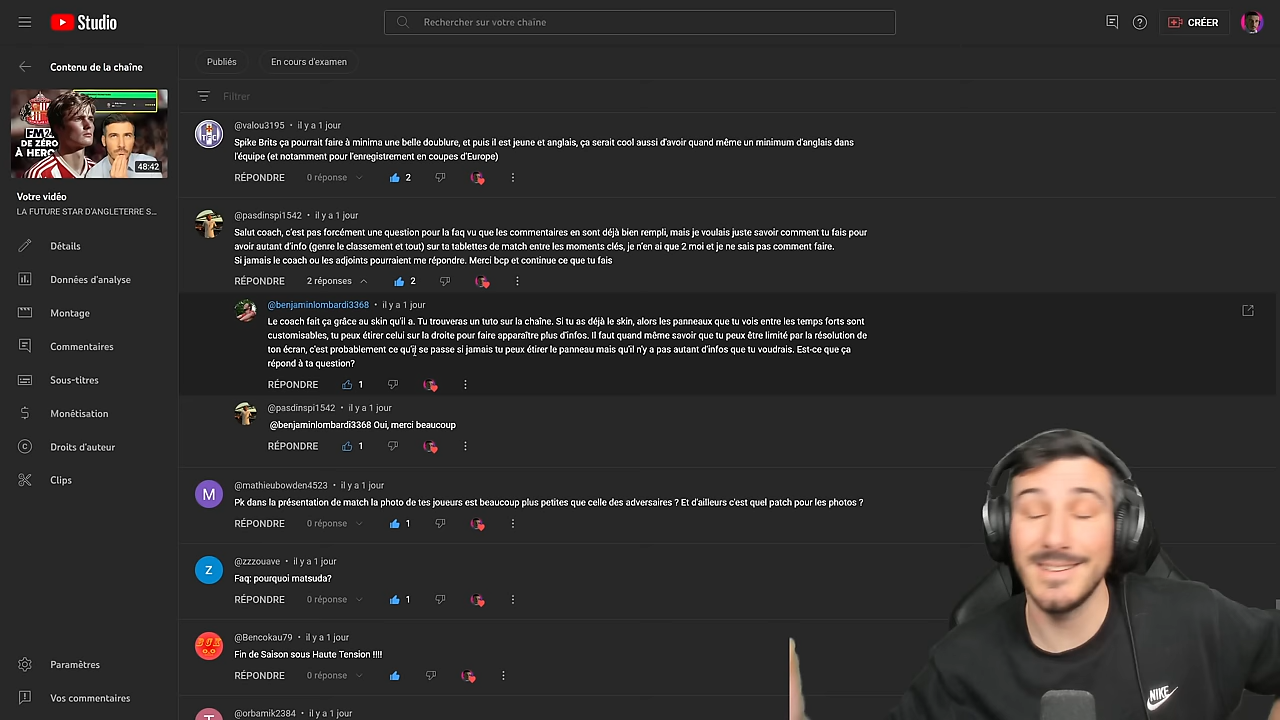 Studio
Rechercher sur votre chaîne
CRÉER
Contenu de la chaîne
FM24
DE ZÉRO
À HERO
48:42
Votre vidéo
LA FUTURE STAR D'ANGLETERRE S...
Détails
Données d'analyse
Montage
Commentaires
Sous-titres
Monétisation
Droits d'auteur
Clips
Paramètres
Vos commentaires
Publiés
En cours d'examen
Filtrer
@valou3195 • il y a 1 jour
Spike Brits ça pourrait faire à minima une belle doublure, et puis il est jeune et anglais, ça serait cool aussi d'avoir quand même un minimum d'anglais dans
l'équipe (et notamment pour l'enregistrement en coupes d'Europe)
RÉPONDRE 0 réponse 2
@pasdinspi1542 • il y a 1 jour
Salut coach, c'est pas forcément une question pour la faq vu que les commentaires en sont déjà bien rempli, mais je voulais juste savoir comment tu fais pour
avoir autant d'info (genre le classement et tout) sur ta tablettes de match entre les moments clés, je n'en ai que 2 moi et je ne sais pas comment faire.
Si jamais le coach ou les adjoints pourraient me répondre. Merci bcp et continue ce que tu fais
RÉPONDRE 2 réponses 2
@benjaminlombardi3368 • il y a 1 jour
Le coach fait ça grâce au skin qu'il a. Tu trouveras un tuto sur la chaîne. Si tu as déjà le skin, alors les panneaux que tu vois entre les temps forts sont
customisables, tu peux étirer celui sur la droite pour faire apparaître plus d'infos. Il faut quand même savoir que tu peux être limité par la résolution de
ton écran, c'est probablement ce qu'il se passe si jamais tu peux étirer le panneau mais qu'il n'y a pas autant d'infos que tu voudrais. Est-ce que ça
répond à ta question?
RÉPONDRE 1
@pasdinspi1542 • il y a 1 jour
@benjaminlombardi3368 Oui, merci beaucoup
RÉPONDRE 1
M
@mathieubowden4523 • il y a 1 jour
Pk dans la présentation de match la photo de tes joueurs est beaucoup plus petites que celle des adversaires ? Et d'ailleurs c'est quel patch pour les photos ?
RÉPONDRE 0 réponse 1
Z
@zzzouave • il y a 1 jour
Faq: pourquoi matsuda?
RÉPONDRE 0 réponse 1
@Bencokau79 • il y a 1 jour
Fin de Saison sous Haute Tension !!!!
RÉPONDRE 0 réponse
@orbamik2384 • il y a 1 jour
NIKE